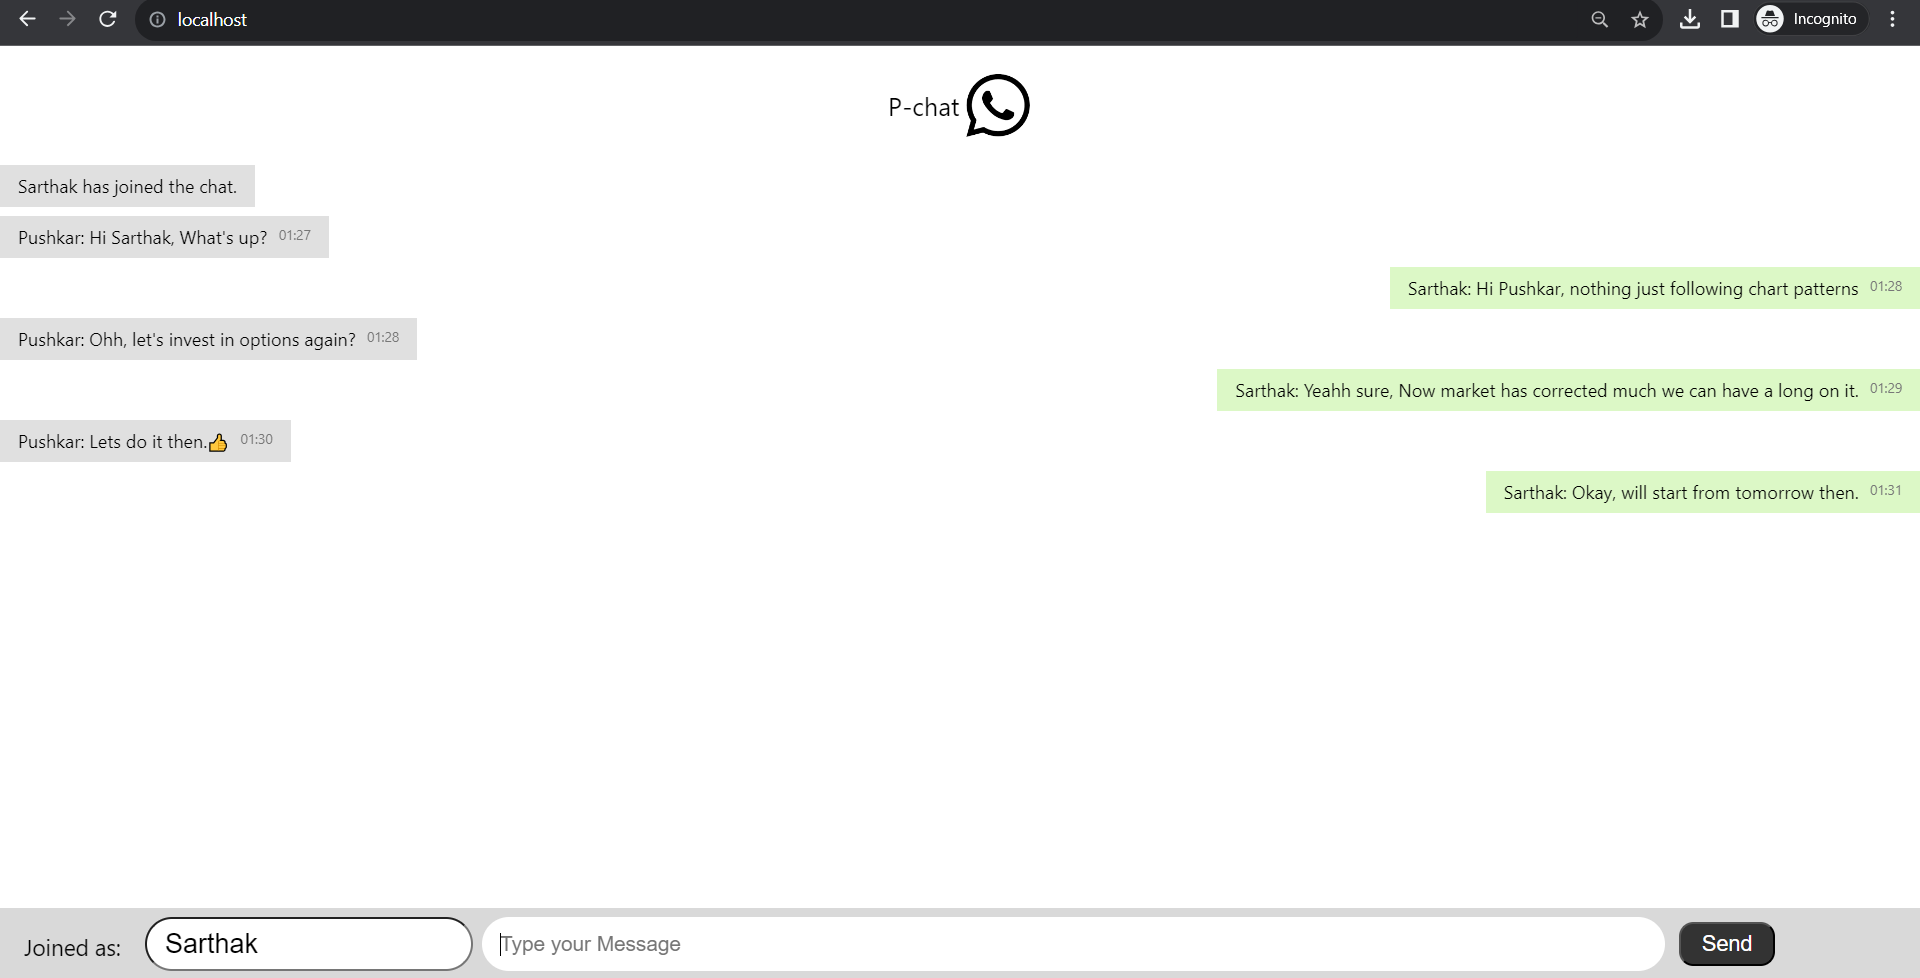 localhost
Incognito
P-chat
Sarthak has joined the chat.
Pushkar: Hi Sarthak, What's up? 01:27
Sarthak: Hi Pushkar, nothing just following chart patterns 01:28
Pushkar: Ohh, let's invest in options again? 01:28
Sarthak: Yeahh sure, Now market has corrected much we can have a long on it. 01:29
Pushkar: Lets do it then.👍 01:30
Sarthak: Okay, will start from tomorrow then. 01:31
Joined as: Sarthak Type your Message Send